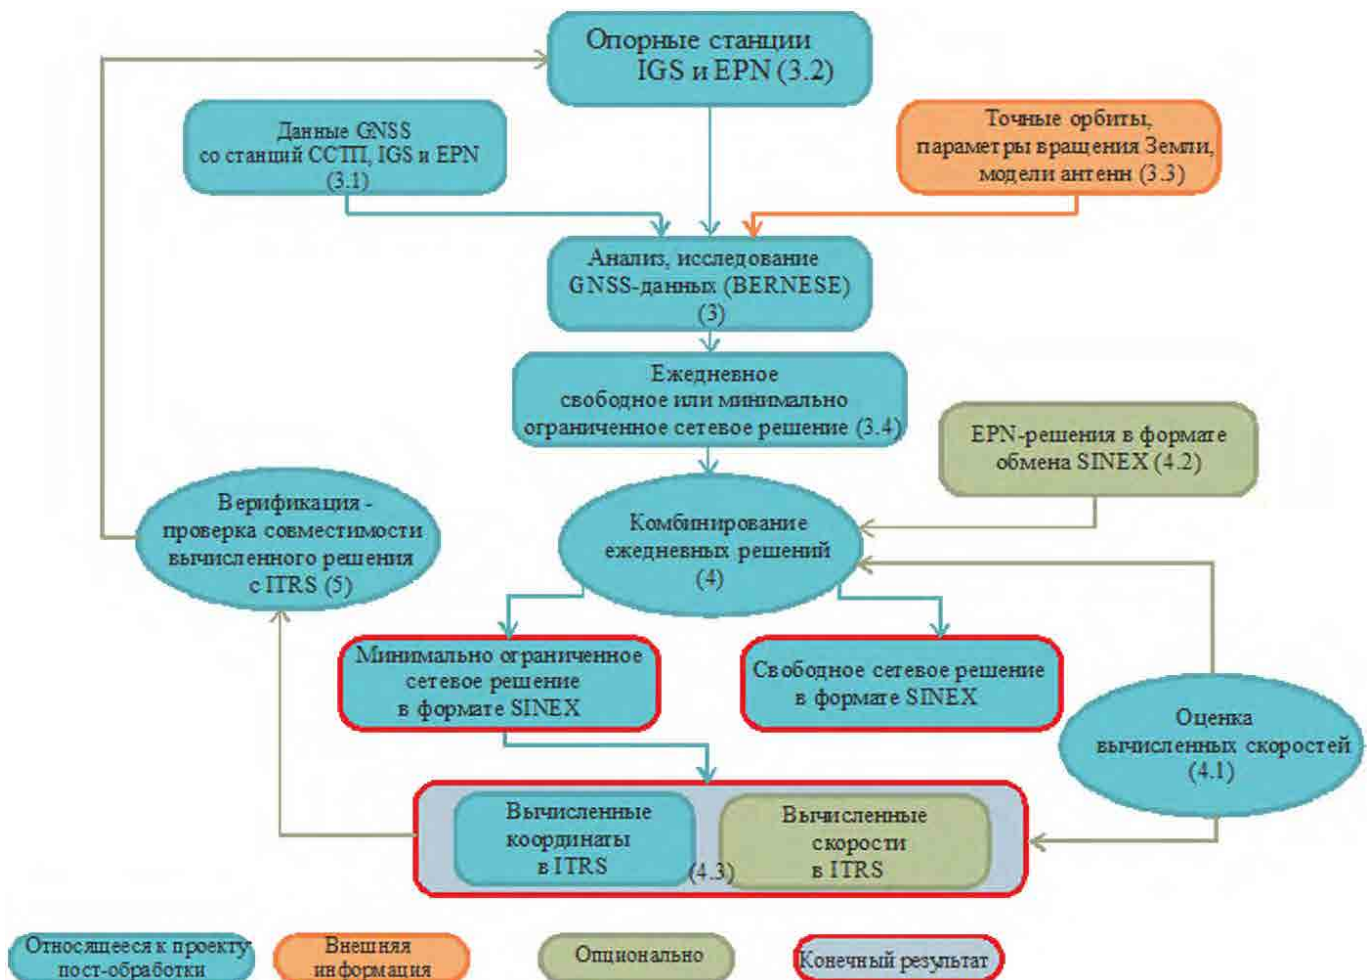 Опорные станции
IGS и EPN (3.2)
Данные GNSS
со станций ССТП, IGS и EPN
(3.1)
Точные орбиты,
параметры вращения Земли,
модели антенн (3.3)
Анализ, исследование
GNSS-данных (BERNESE)
(3)
Ежедневное
свободное или минимально
ограниченное сетевое решение (3.4)
EPN-решения в формате
обмена SINEX (4.2)
Верификация -
проверка совместимости
вычисленного решения
с ITRS (5)
Комбинирование
ежедневных решений
(4)
Минимально ограниченное
сетевое решение
в формате SINEX
Свободное сетевое решение
в формате SINEX
Оценка
вычисленных скоростей
(4.1)
Вычисленные
координаты
в ITRS
(4.3)
Вычисленные
скорости
в ITRS
Относящееся к проекту
пост-обработки
Внешняя
информация
Опционально
Конечный результат